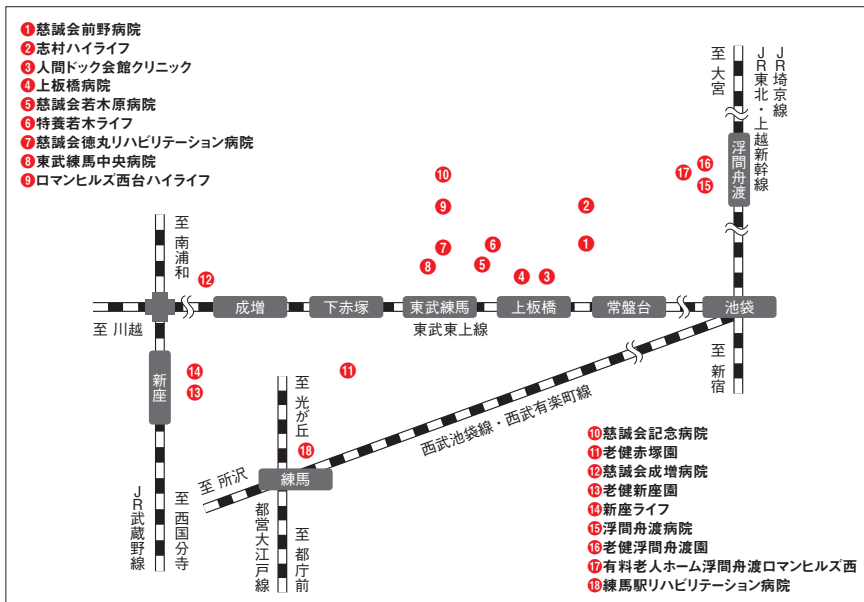 ❶慈誠会前野病院
❷志村ハイライフ
❸人間ドック会館クリニック
❹上板橋病院
❺慈誠会若木原病院
❻特養若木ライフ
❼慈誠会徳丸リハビリテーション病院
❽東武練馬中央病院
❾ロマンヒルズ西台ハイライフ
至 大宮
JR東北・上越新幹線
JR埼京線
浮間舟渡
⓰
⓱
⓯
❿
❾
❷
❼
❻
❶
❽
❺
❹
❸
至 南浦和
⓬
成増
下赤塚
東武練馬
上板橋
常盤台
池袋
至 川越
東武東上線
新座
⓮
⓭
⓫
至 新宿
至 光が丘
西武池袋線・西武有楽町線
⓲
練馬
至 所沢
JR武蔵野線
至 西国分寺
都営大江戸線
至 都庁前
❿慈誠会記念病院
⓫老健赤塚園
⓬慈誠会成増病院
⓭老健新座園
⓮新座ライフ
⓯浮間舟渡病院
⓰老健浮間舟渡園
⓱有料老人ホーム浮間舟渡ロマンヒルズ西
⓲練馬駅リハビリテーション病院